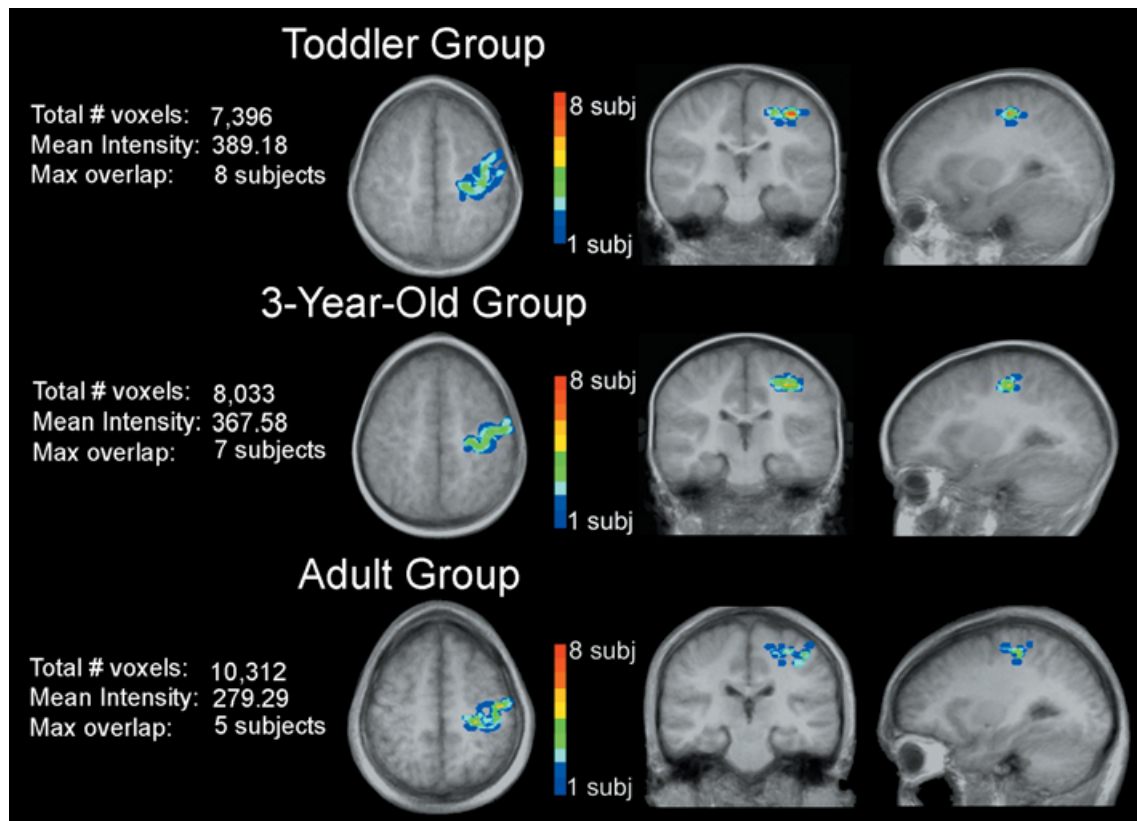 Toddler Group
Total # voxels: 7,396
Mean Intensity: 389.18
Max overlap: 8 subjects
8 subj
1 subj
3-Year-Old Group
Total # voxels: 8,033
Mean Intensity: 367.58
Max overlap: 7 subjects
8 subj
1 subj
Adult Group
Total # voxels: 10,312
Mean Intensity: 279.29
Max overlap: 5 subjects
8 subj
1 subj